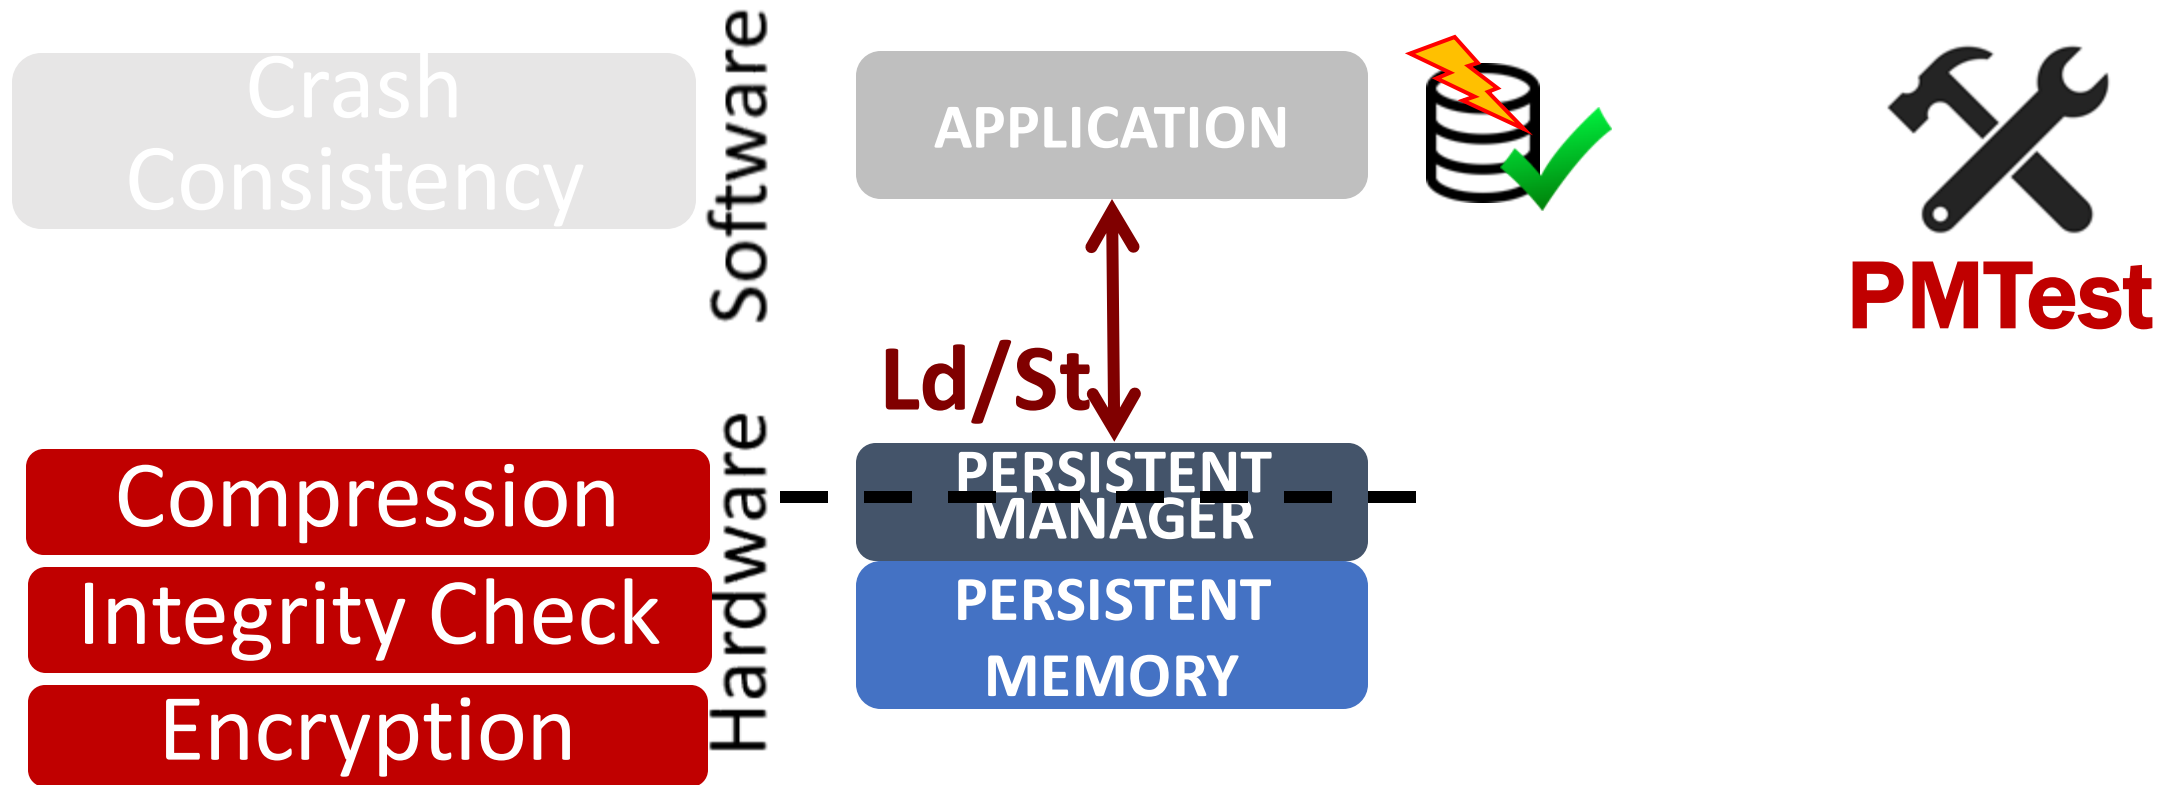 Crash
Consistency
Software
APPLICATION
PMTest
Ld/St
Hardware
Compression
Integrity Check
Encryption
PERSISTENT
MANAGER
PERSISTENT
MEMORY